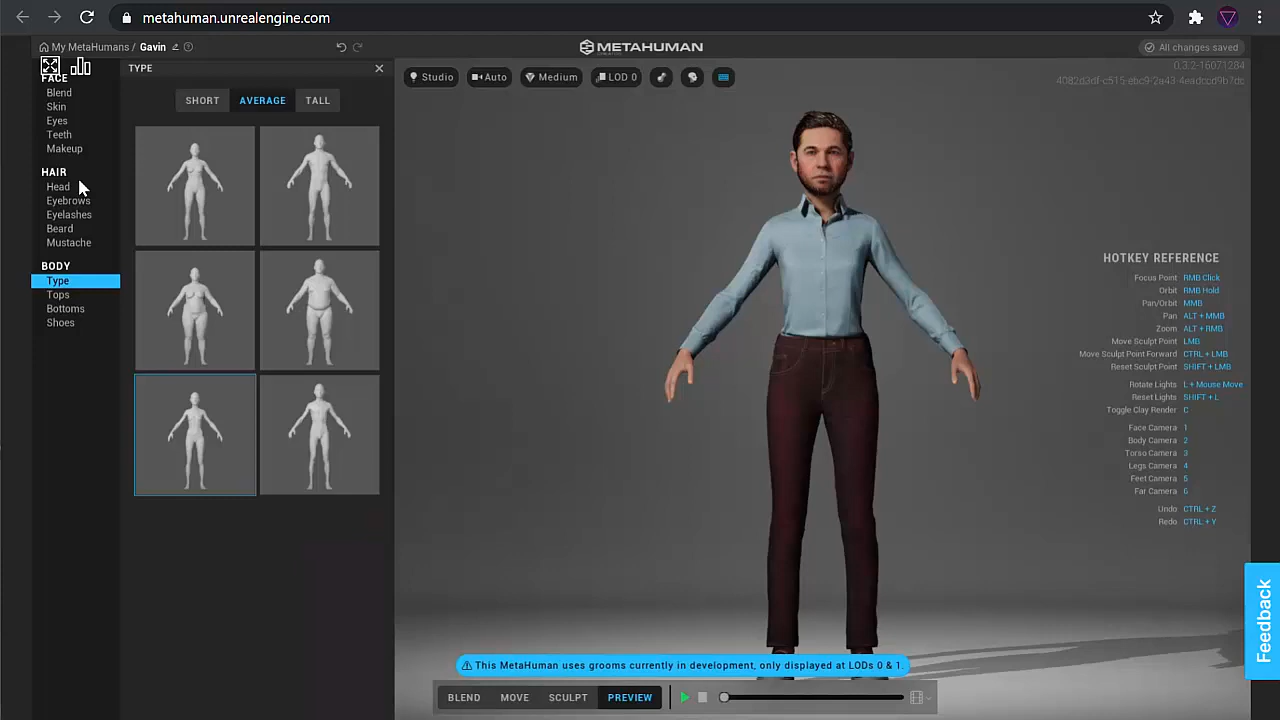 metahuman.unrealengine.com
My MetaHumans / Gavin
METAHUMAN
All changes saved
FACE
Blend
Skin
Eyes
Teeth
Makeup
HAIR
Head
Eyebrows
Eyelashes
Beard
Mustache
BODY
Type
Tops
Bottoms
Shoes
TYPE
SHORT
AVERAGE
TALL
Studio
Auto
Medium
LOD 0
0.3.2-16071284
HOTKEY REFERENCE
Focus Point RMB Click
Orbit RMB Hold
Pan/Orbit MMB
Pan ALT + MMB
Zoom ALT + RMB
Move Sculpt Point LMB
Move Sculpt Point Forward CTRL + LMB
Reset Sculpt Point SHIFT + LMB
Rotate Lights L + Mouse Move
Reset Lights SHIFT + L
Toggle Clay Render C
Face Camera 1
Body Camera 2
Torso Camera 3
Legs Camera 4
Feet Camera 5
Far Camera 6
Undo CTRL + Z
Redo CTRL + Y
Feedback
This MetaHuman uses grooms currently in development, only displayed at LODs 0 & 1.
BLEND
MOVE
SCULPT
PREVIEW